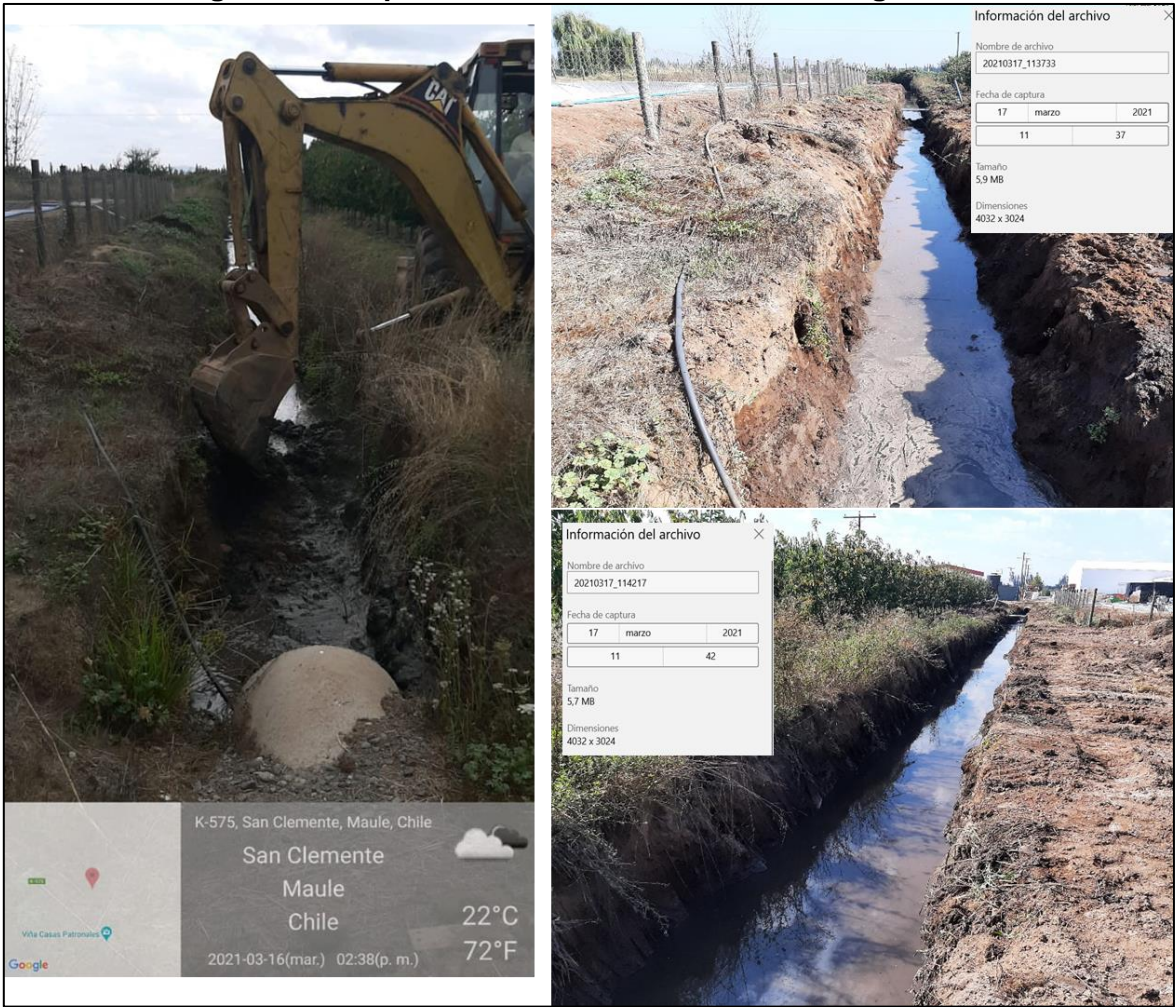 CAT
K-575, San Clemente, Maule, Chile
San Clemente
Maule
Chile
22°C
72°F
2021-03-16(mar.) 02:38(p. m.)
Viña Casas Patronales
Google
Información del archivo
Nombre de archivo
20210317_113733
Fecha de captura
17 marzo 2021
11 37
Tamaño
5,9 MB
Dimensiones
4032 x 3024
Información del archivo
Nombre de archivo
20210317_114217
Fecha de captura
17 marzo 2021
11 42
Tamaño
5,7 MB
Dimensiones
4032 x 3024